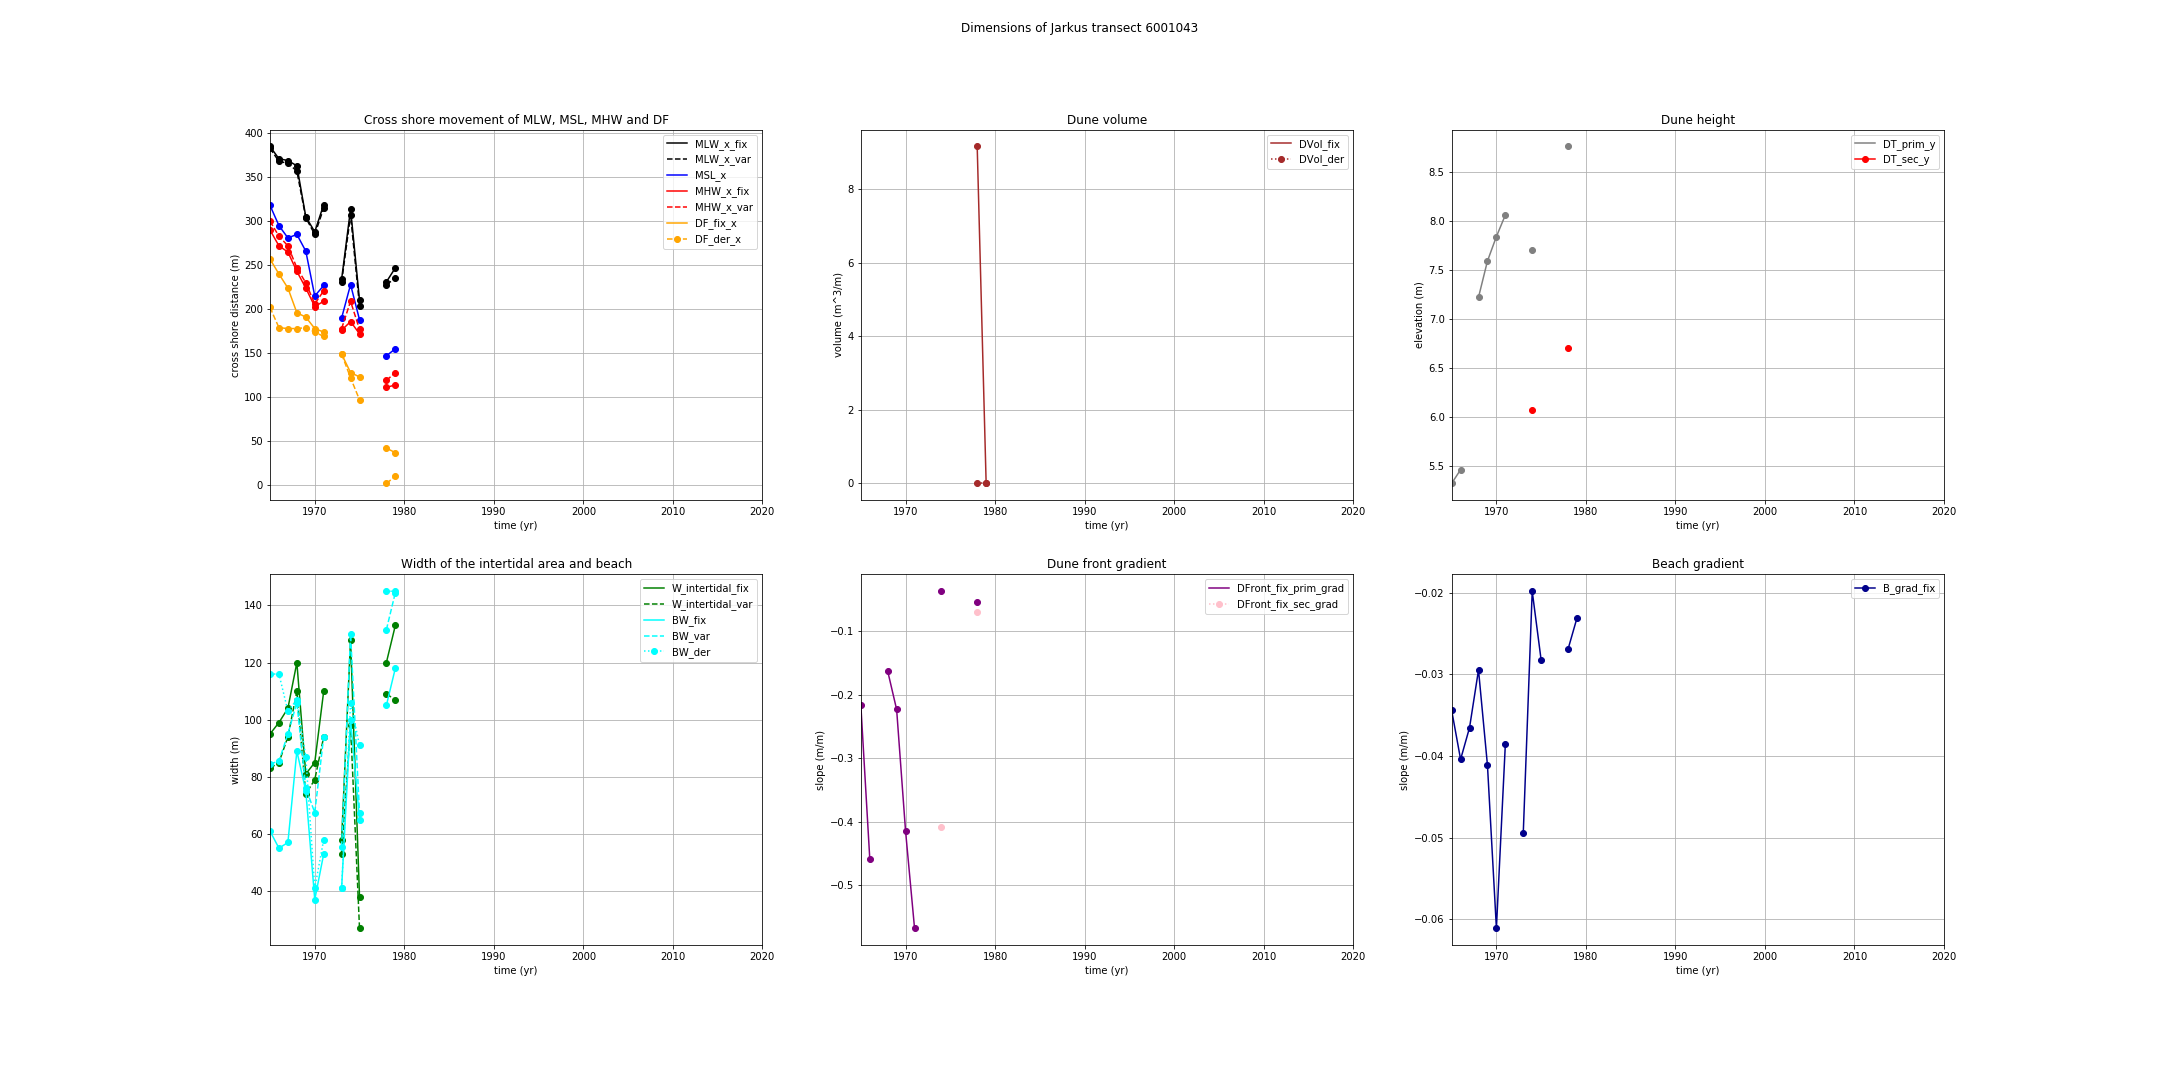 Dimensions of Jarkus transect 6001043
Cross shore movement of MLW, MSL, MHW and DF
400
350
300
250
200
150
100
50
0
cross shore distance (m)
1970
1980
1990
2000
2010
2020
time (yr)
MLW_x_fix
MLW_x_var
MSL_x
MHW_x_fix
MHW_x_var
DF_fix_x
DF_der_x
Dune volume
8
6
4
2
0
volume (m^3/m)
1970
1980
1990
2000
2010
2020
time (yr)
DVol_fix
DVol_der
Dune height
8.5
8.0
7.5
7.0
6.5
6.0
5.5
elevation (m)
1970
1980
1990
2000
2010
2020
time (yr)
DT_prim_y
DT_sec_y
Width of the intertidal area and beach
140
120
100
80
60
40
width (m)
1970
1980
1990
2000
2010
2020
time (yr)
W_intertidal_fix
W_intertidal_var
BW_fix
BW_var
BW_der
Dune front gradient
−0.1
−0.2
−0.3
−0.4
−0.5
slope (m/m)
1970
1980
1990
2000
2010
2020
time (yr)
DFront_fix_prim_grad
DFront_fix_sec_grad
Beach gradient
−0.02
−0.03
−0.04
−0.05
−0.06
slope (m/m)
1970
1980
1990
2000
2010
2020
time (yr)
B_grad_fix